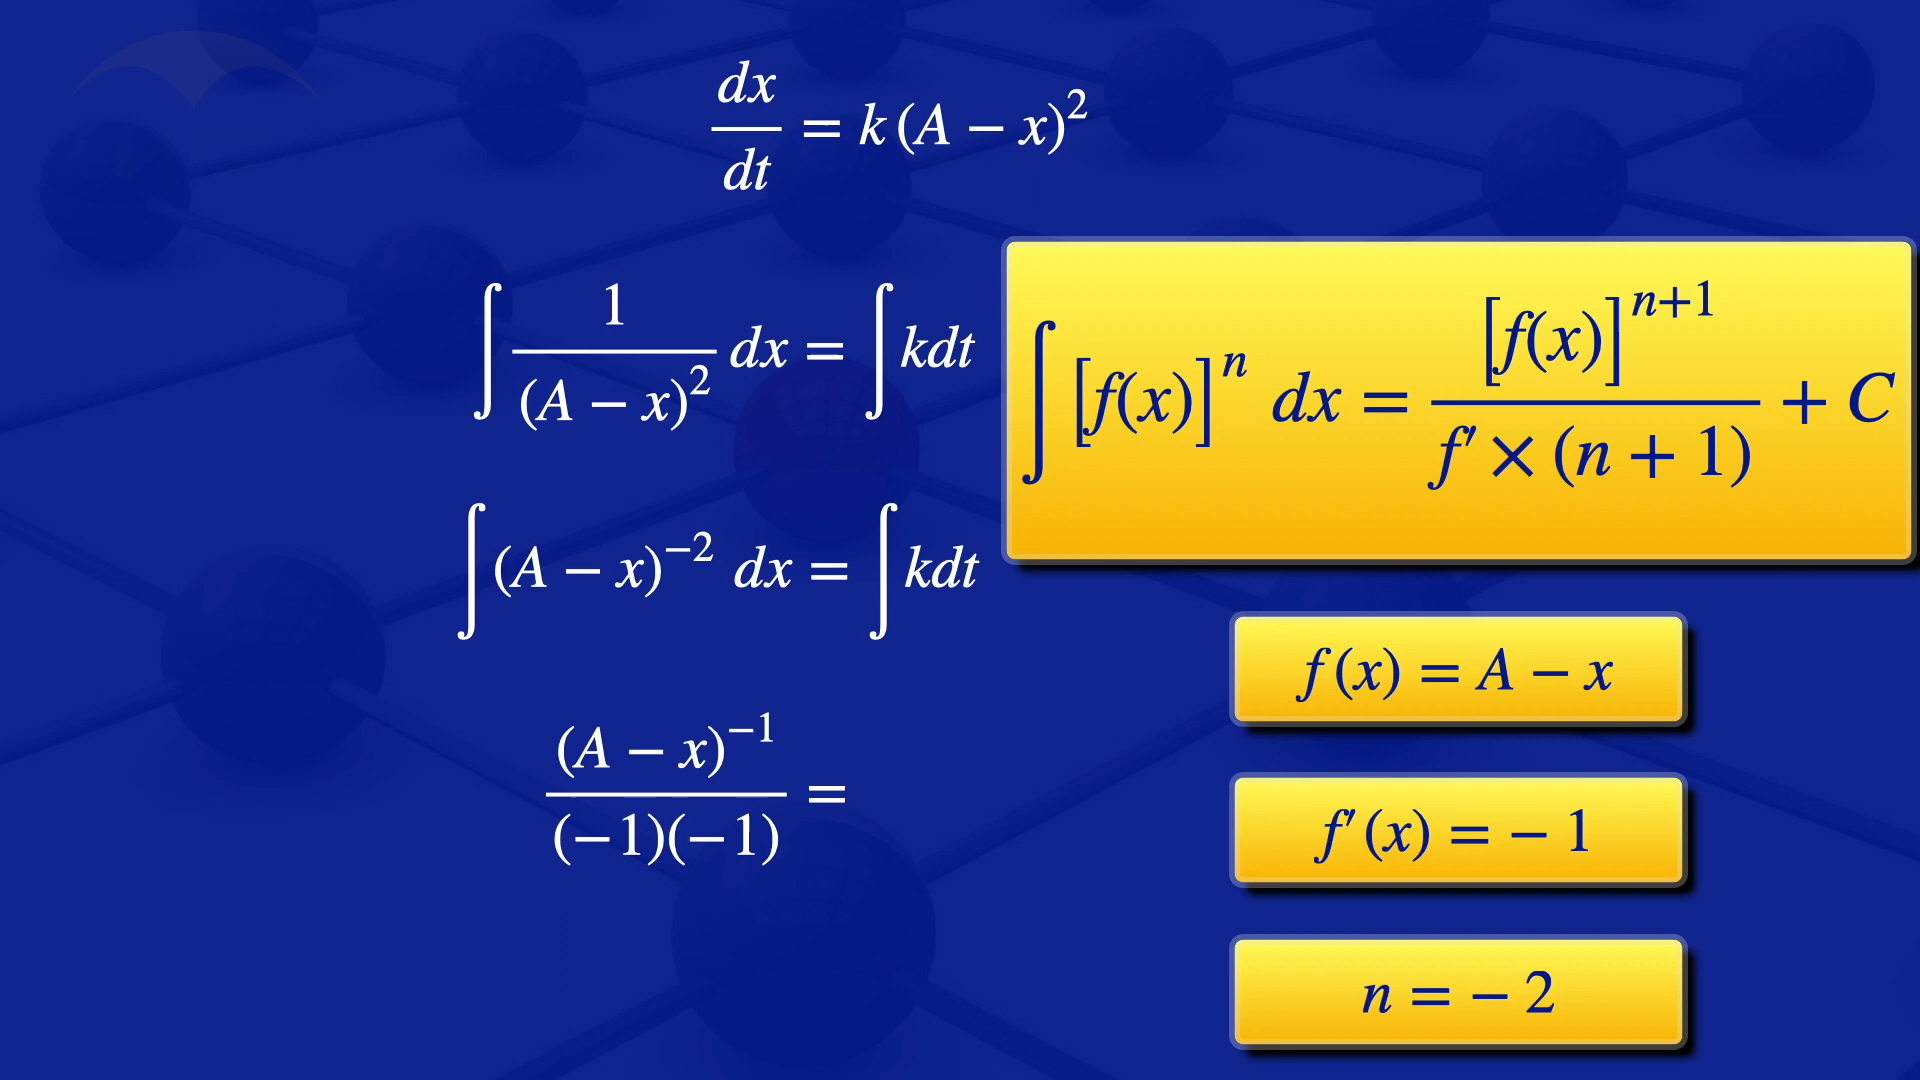 dx/dt = k(A − x)²
∫ 1/(A − x)² dx = ∫ kdt
∫ [f(x)]ⁿ dx = [f(x)]ⁿ⁺¹ / f′ × (n + 1) + C
∫ (A − x)⁻² dx = ∫ kdt
f(x) = A − x
(A − x)⁻¹ / (−1)(−1) =
f′(x) = − 1
n = − 2